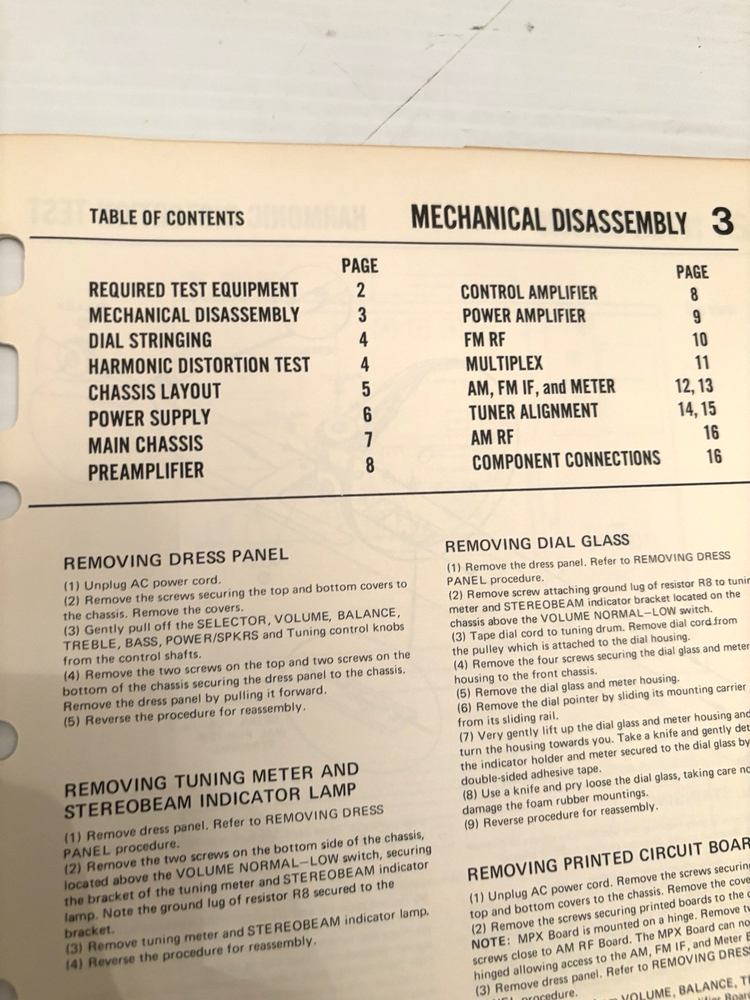 TABLE OF CONTENTS
MECHANICAL DISASSEMBLY 3
PAGE
REQUIRED TEST EQUIPMENT 2
MECHANICAL DISASSEMBLY 3
DIAL STRINGING 4
HARMONIC DISTORTION TEST 4
CHASSIS LAYOUT 5
POWER SUPPLY 6
MAIN CHASSIS 7
PREAMPLIFIER 8
PAGE
CONTROL AMPLIFIER 8
POWER AMPLIFIER 9
FM RF 10
MULTIPLEX 11
AM, FM IF, and METER 12, 13
TUNER ALIGNMENT 14, 15
AM RF 16
COMPONENT CONNECTIONS 16
REMOVING DRESS PANEL
(1) Unplug AC power cord.
(2) Remove the screws securing the top and bottom covers to
the chassis. Remove the covers.
(3) Gently pull off the SELECTOR, VOLUME, BALANCE,
TREBLE, BASS, POWER/SPKRS and Tuning control knobs
from the control shafts.
(4) Remove the two screws on the top and two screws on the
bottom of the chassis securing the dress panel to the chassis.
Remove the dress panel by pulling it forward.
(5) Reverse the procedure for reassembly.
REMOVING TUNING METER AND
STEREOBEAM INDICATOR LAMP
(1) Remove dress panel. Refer to REMOVING DRESS
PANEL procedure.
(2) Remove the two screws on the bottom side of the chassis,
located above the VOLUME NORMAL—LOW switch, securing
the bracket of the tuning meter and STEREOBEAM indicator
lamp. Note the ground lug of resistor R8 secured to the
bracket.
(3) Remove tuning meter and STEREOBEAM indicator lamp.
(4) Reverse the procedure for reassembly.
REMOVING DIAL GLASS
(1) Remove the dress panel. Refer to REMOVING DRESS
PANEL procedure.
(2) Remove screw attaching ground lug of resistor R8 to tunin
meter and STEREOBEAM indicator bracket located on the
chassis above the VOLUME NORMAL—LOW switch.
(3) Tape dial cord to tuning drum. Remove dial cord from
the pulley which is attached to the dial housing.
(4) Remove the four screws securing the dial glass and meter
housing to the front chassis.
(5) Remove the dial glass and meter housing.
(6) Remove the dial pointer by sliding its mounting carrier
from its sliding rail.
(7) Very gently lift up the dial glass and meter housing and
turn the housing towards you. Take a knife and gently det
the indicator holder and meter secured to the dial glass by
double-sided adhesive tape.
(8) Use a knife and pry loose the dial glass, taking care no
damage the foam rubber mountings.
(9) Reverse procedure for reassembly.
REMOVING PRINTED CIRCUIT BOAR
(1) Unplug AC power cord. Remove the screws securin
top and bottom covers to the chassis. Remove the cove
(2) Remove the screws securing printed boards to the c
NOTE: MPX Board is mounted on a hinge. Remove tw
screws close to AM RF Board. The MPX Board can no
hinged allowing access to the AM, FM IF, and Meter B
(3) Remove dress panel. Refer to REMOVING DRES
procedure.
VOLUME, BALANCE, T